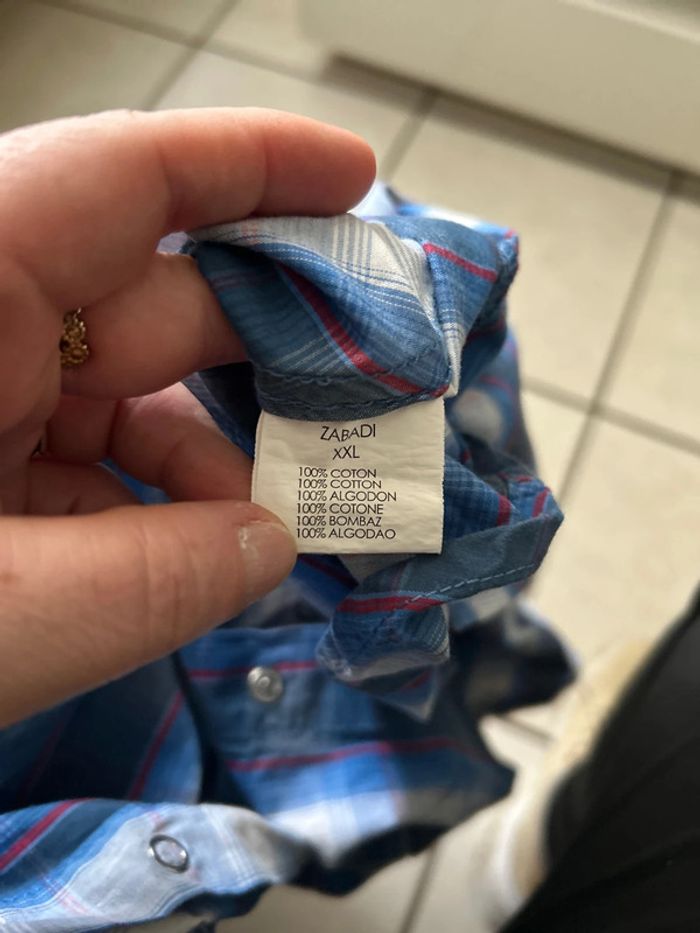 ZABADI
XXL
100% COTON
100% COTTON
100% ALGODON
100% COTONE
100% BOMBAZ
100% ALGODAO